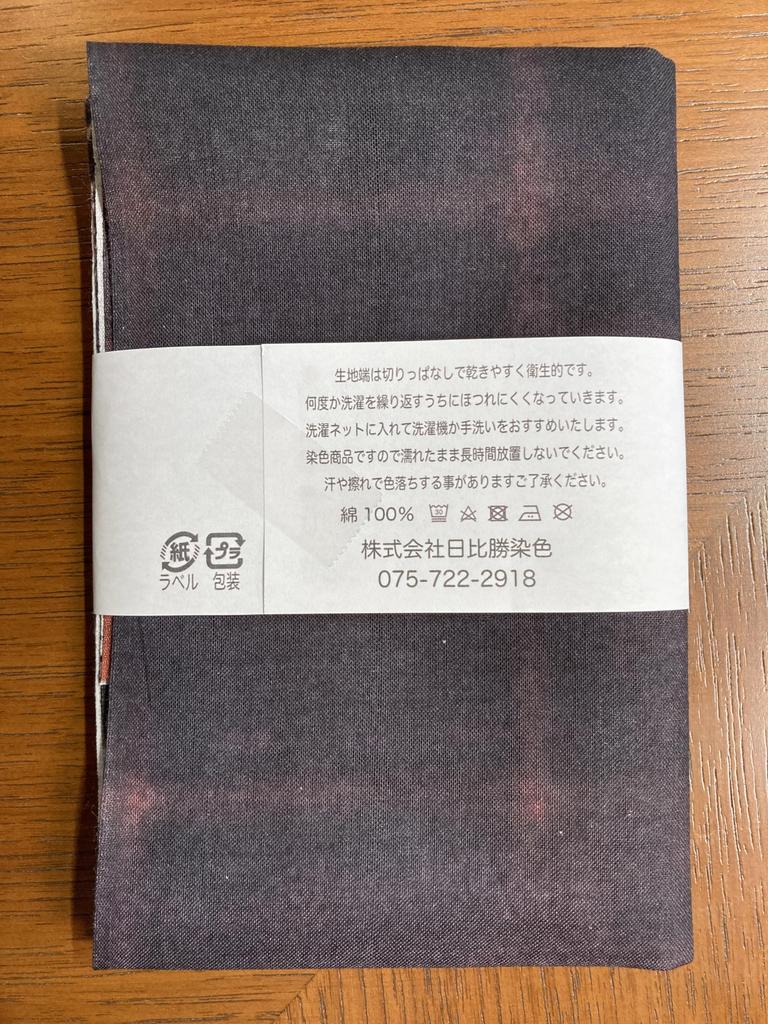 生地端は切りっぱなしで乾きやすく衛生的です。
何度か洗濯を繰り返すうちにほつれにくくなっていきます。
洗濯ネットに入れて洗濯機か手洗いをおすすめいたします。
染色商品ですので濡れたまま長時間放置しないでください。
汗や擦れで色落ちする事がありますご了承ください。
綿 100% 30
株式会社日比勝染色
075-722-2918
紙 プラ
ラベル 包装